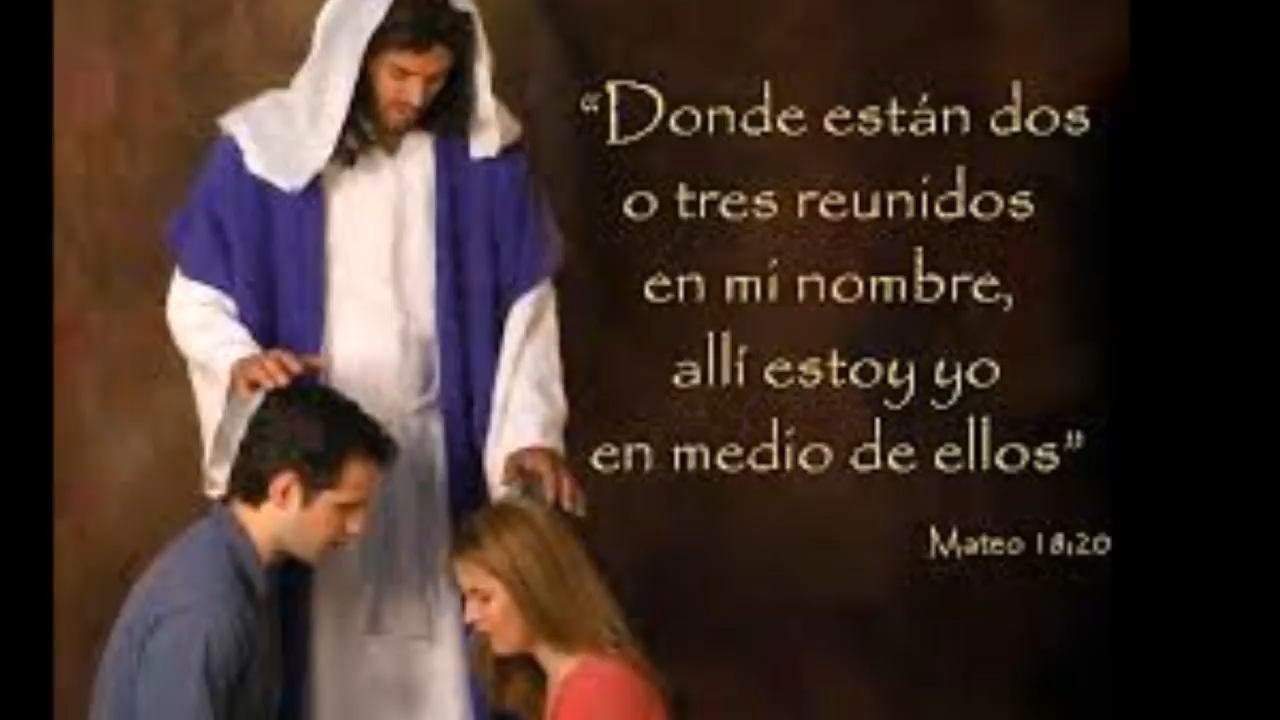 “Donde están dos
o tres reunidos
en mi nombre,
allí estoy yo
en medio de ellos”
Mateo 18:20